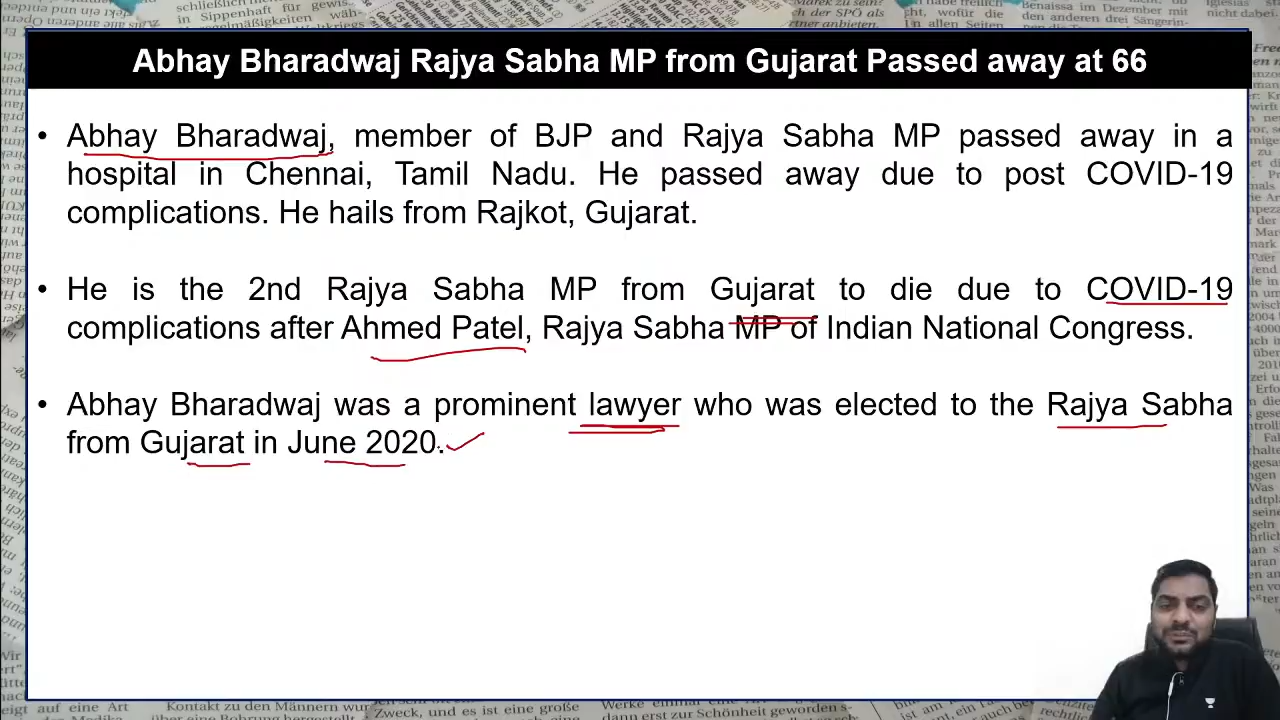 Abhay Bharadwaj Rajya Sabha MP from Gujarat Passed away at 66
• Abhay Bharadwaj, member of BJP and Rajya Sabha MP passed away in a
hospital in Chennai, Tamil Nadu. He passed away due to post COVID-19
complications. He hails from Rajkot, Gujarat.
• He is the 2nd Rajya Sabha MP from Gujarat to die due to COVID-19
complications after Ahmed Patel, Rajya Sabha MP of Indian National Congress.
• Abhay Bharadwaj was a prominent lawyer who was elected to the Rajya Sabha
from Gujarat in June 2020.